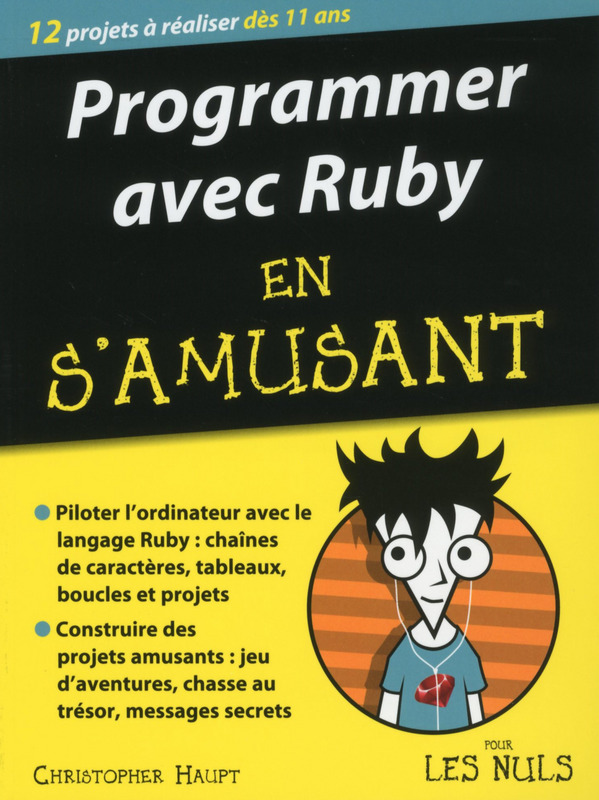 12 projets à réaliser dès 11 ans
Programmer
avec Ruby
EN
S'AMUSANT
Piloter l'ordinateur avec le
langage Ruby : chaînes
de caractères, tableaux,
boucles et projets
Construire des
projets amusants : jeu
d'aventures, chasse au
trésor, messages secrets
CHRISTOPHER HAUPT
POUR
LES NULS